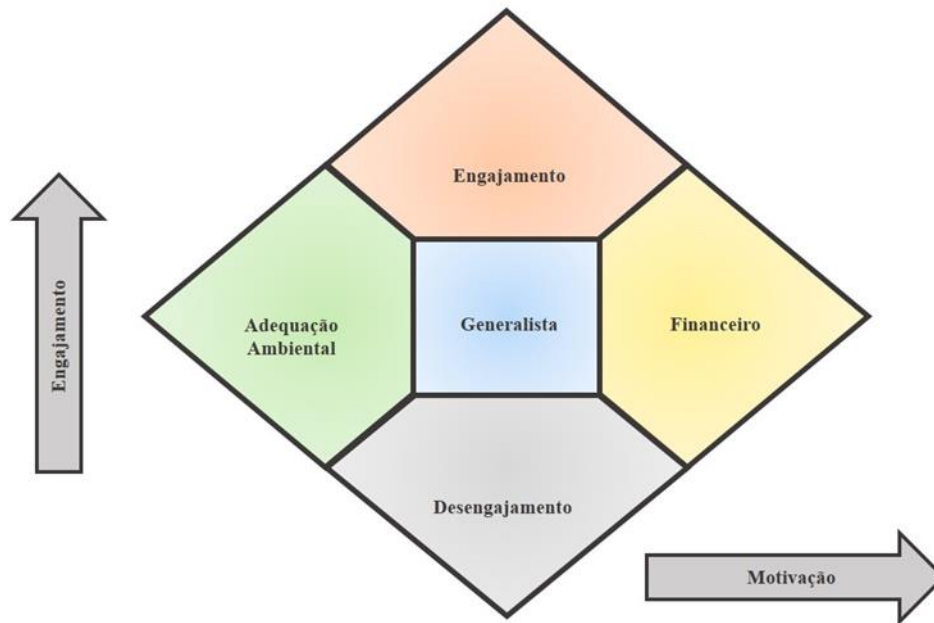 Engajamento
Engajamento
Adequação
Ambiental
Generalista
Financeiro
Desengajamento
Motivação